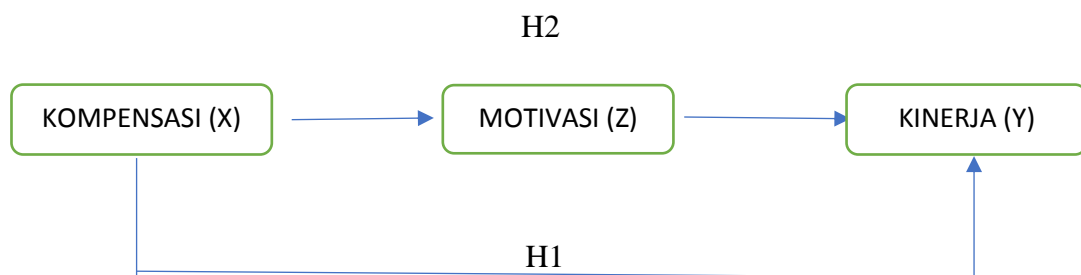 H2
KOMPENSASI (X)
MOTIVASI (Z)
KINERJA (Y)
H1